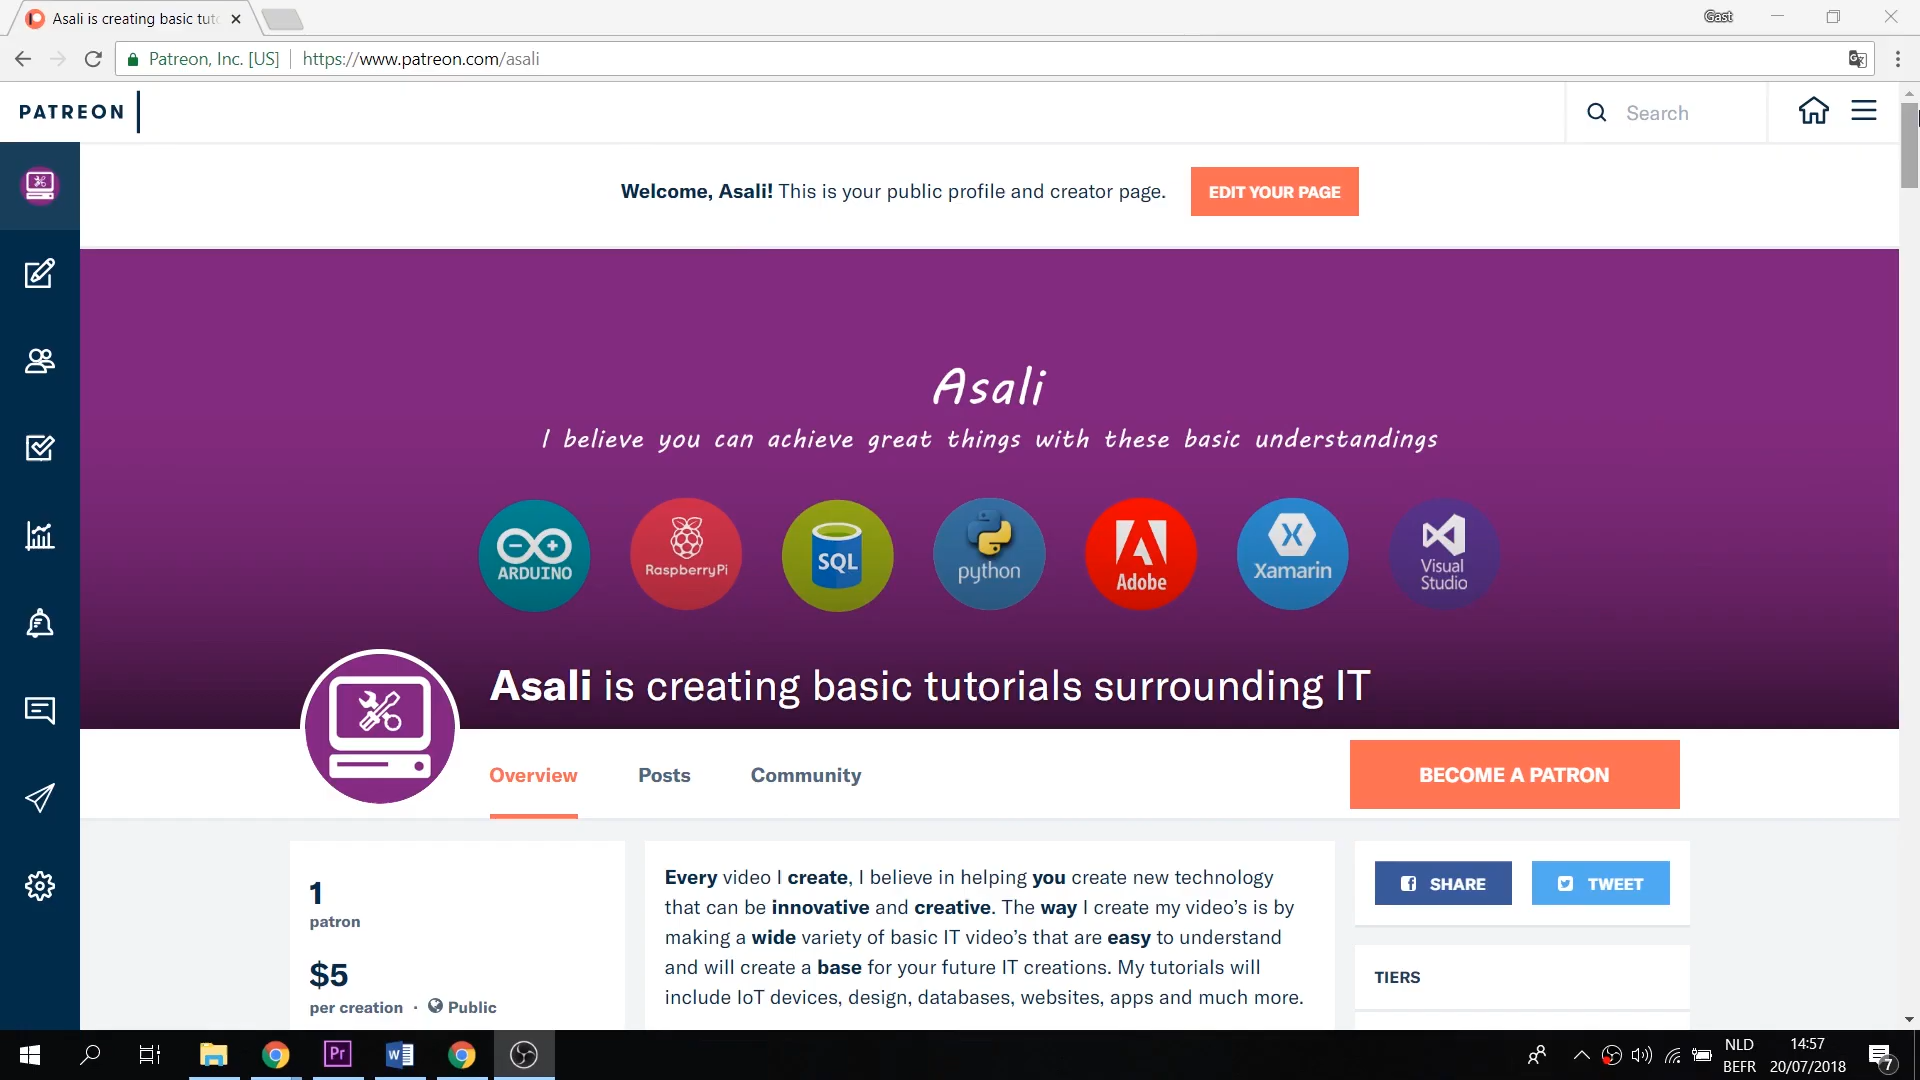 Asali is creating basic tuto
Gast
Patreon, Inc. [US]
https://www.patreon.com/asali
PATREON
Search
Welcome, Asali! This is your public profile and creator page.
EDIT YOUR PAGE
Asali
I believe you can achieve great things with these basic understandings
ARDUINO
RaspberryPi
SQL
python
Adobe
Xamarin
Visual
Studio
Asali is creating basic tutorials surrounding IT
Overview
Posts
Community
BECOME A PATRON
1
patron
$5
per creation · Public
Every video I create, I believe in helping you create new technology
that can be innovative and creative. The way I create my video's is by
making a wide variety of basic IT video's that are easy to understand
and will create a base for your future IT creations. My tutorials will
include IoT devices, design, databases, websites, apps and much more.
SHARE
TWEET
TIERS
Pr
W
NLD
BEFR
14:57
20/07/2018
7